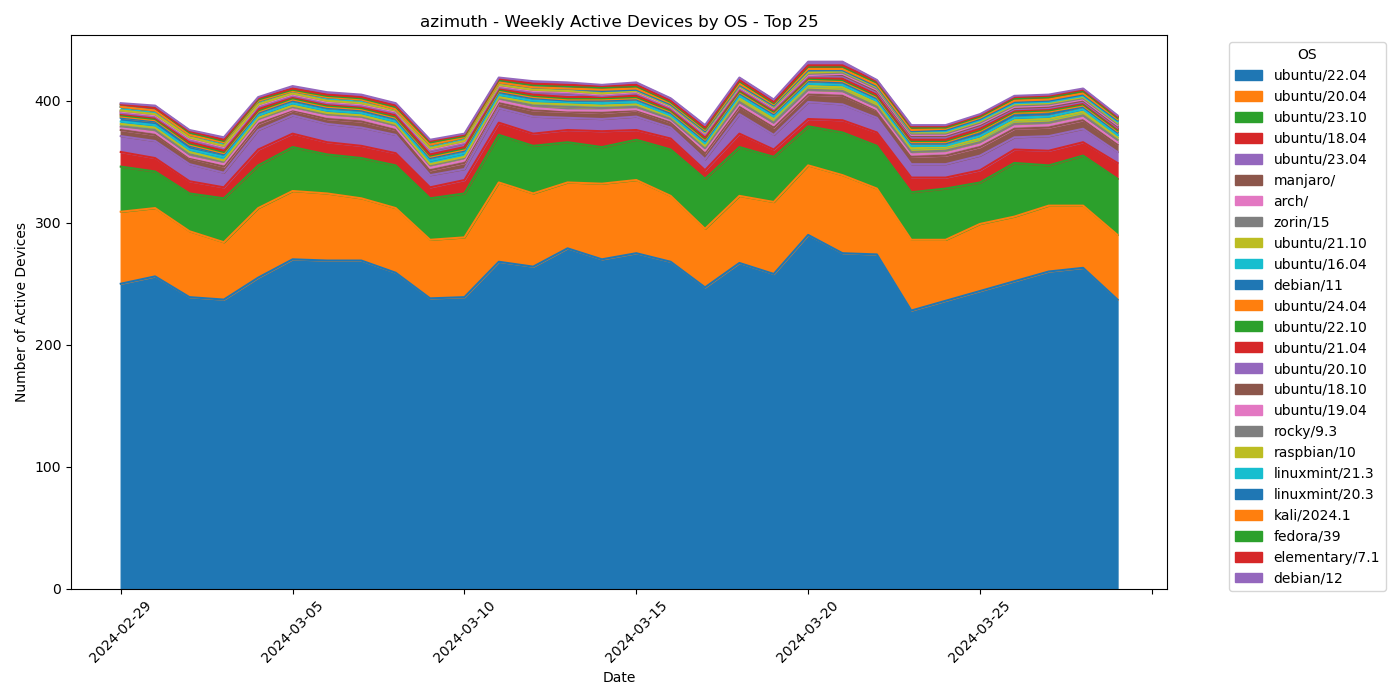 azimuth - Weekly Active Devices by OS - Top 25
Number of Active Devices
400
300
200
100
0
2024-02-29
2024-03-05
2024-03-10
2024-03-15
2024-03-20
2024-03-25
Date
OS
ubuntu/22.04
ubuntu/20.04
ubuntu/23.10
ubuntu/18.04
ubuntu/23.04
manjaro/
arch/
zorin/15
ubuntu/21.10
ubuntu/16.04
debian/11
ubuntu/24.04
ubuntu/22.10
ubuntu/21.04
ubuntu/20.10
ubuntu/18.10
ubuntu/19.04
rocky/9.3
raspbian/10
linuxmint/21.3
linuxmint/20.3
kali/2024.1
fedora/39
elementary/7.1
debian/12